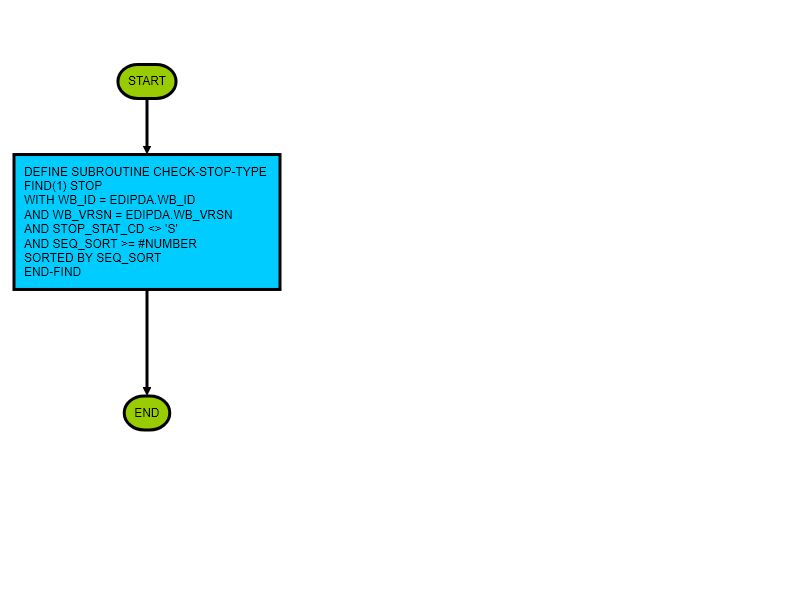 START
DEFINE SUBROUTINE CHECK-STOP-TYPE
FIND(1) STOP
WITH WB_ID = EDIPDA.WB_ID
AND WB_VRSN = EDIPDA.WB_VRSN
AND STOP_STAT_CD <> 'S'
AND SEQ_SORT >= #NUMBER
SORTED BY SEQ_SORT
END-FIND
END